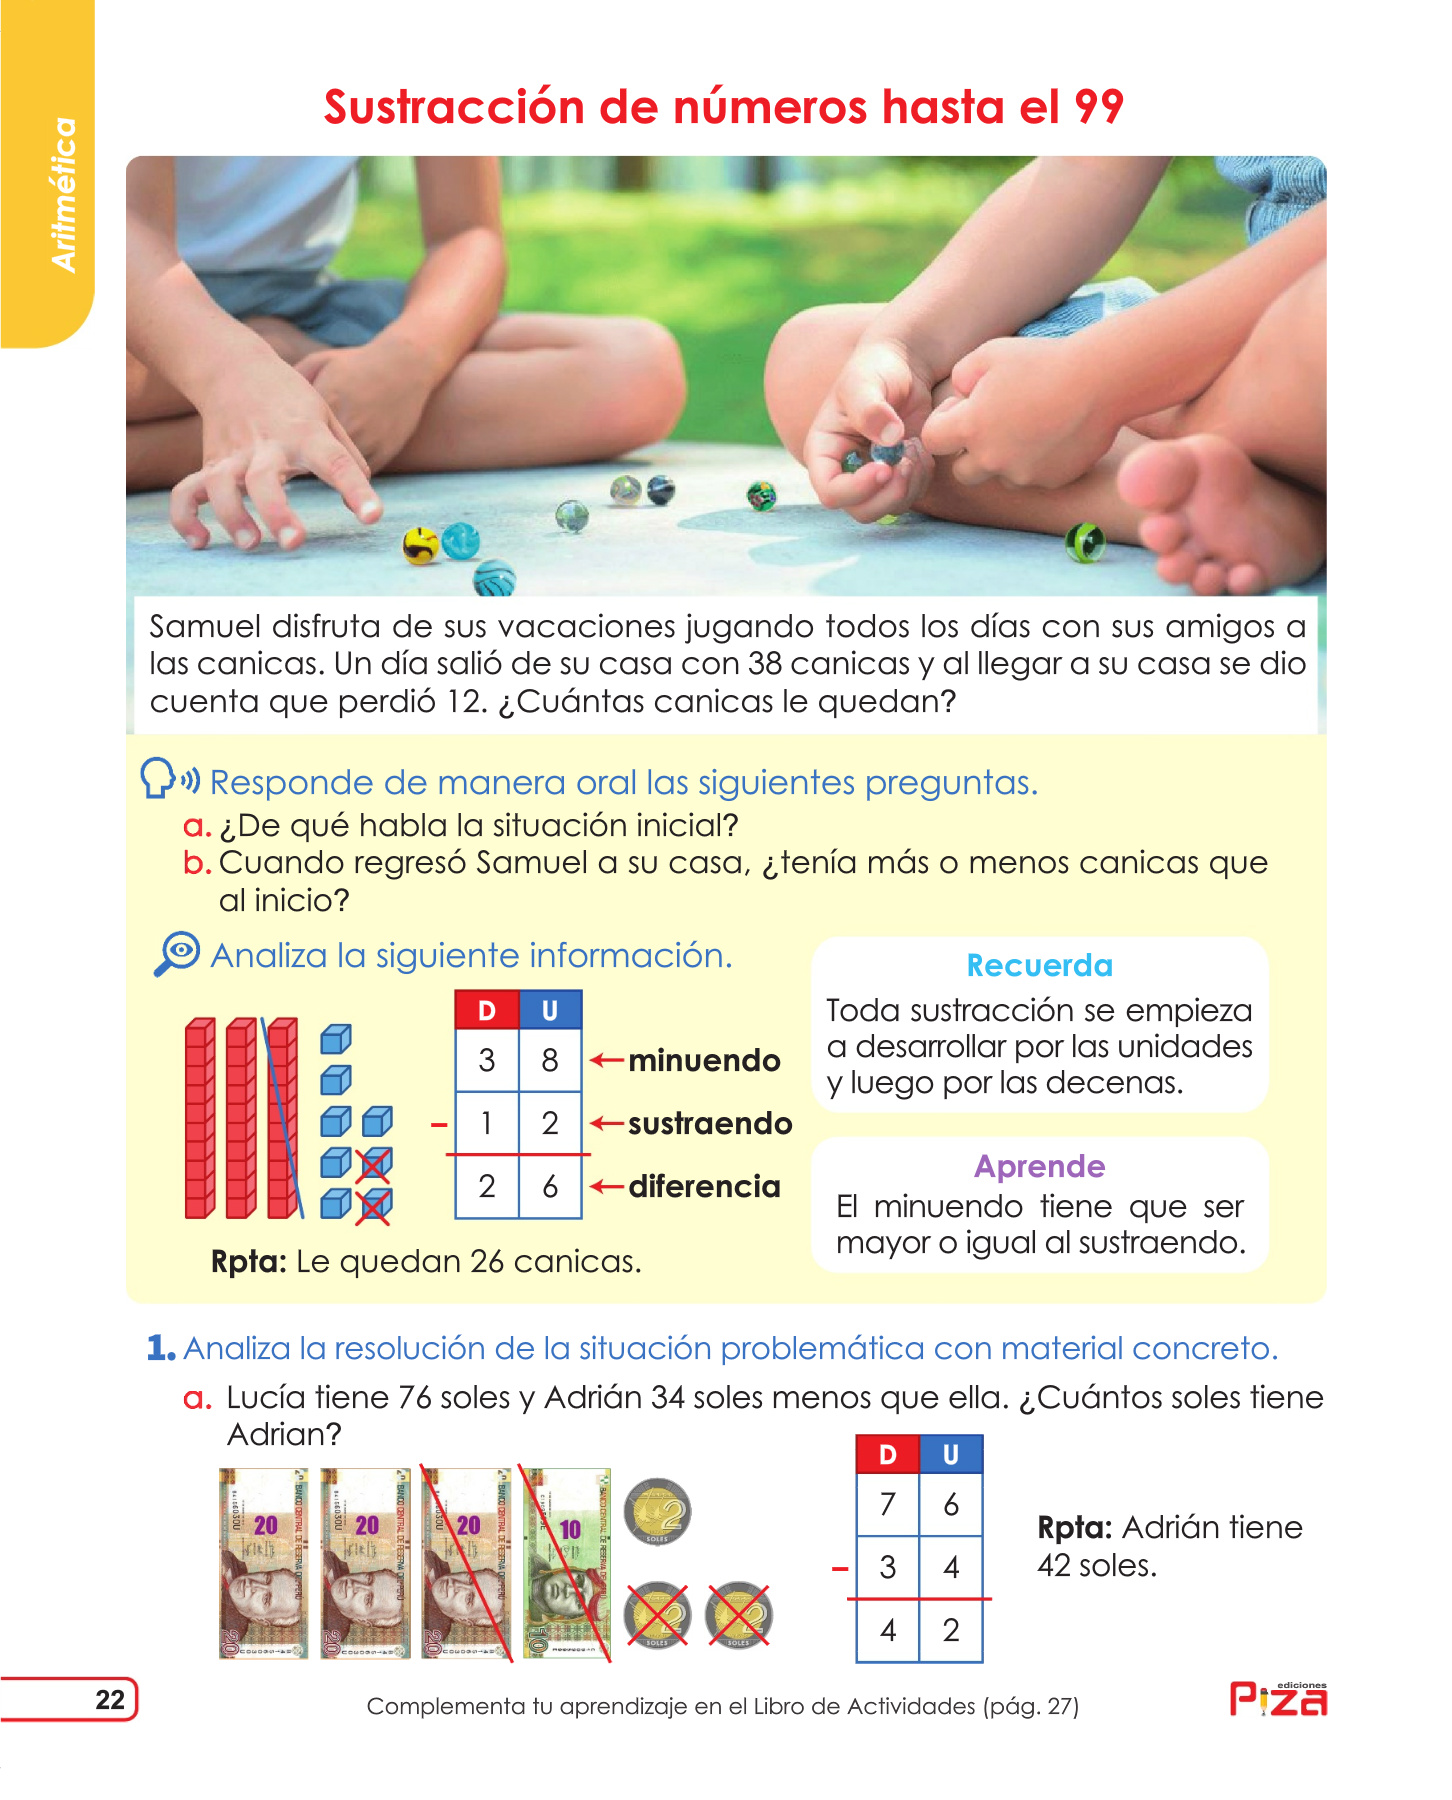 Aritmética
Sustracción de números hasta el 99
Samuel disfruta de sus vacaciones jugando todos los días con sus amigos a
las canicas. Un día salió de su casa con 38 canicas y al llegar a su casa se dio
cuenta que perdió 12. ¿Cuántas canicas le quedan?
Responde de manera oral las siguientes preguntas.
a. ¿De qué habla la situación inicial?
b. Cuando regresó Samuel a su casa, ¿tenía más o menos canicas que
al inicio?
Analiza la siguiente información.
D U
3 8 minuendo
- 1 2 sustraendo
2 6 diferencia
Rpta: Le quedan 26 canicas.
Recuerda
Toda sustracción se empieza
a desarrollar por las unidades
y luego por las decenas.
Aprende
El minuendo tiene que ser
mayor o igual al sustraendo.
1. Analiza la resolución de la situación problemática con material concreto.
a. Lucía tiene 76 soles y Adrián 34 soles menos que ella. ¿Cuántos soles tiene
Adrian?
20
20
20
10
2
SOLES
2
SOLES
2
SOLES
D U
7 6
- 3 4
4 2
Rpta: Adrián tiene
42 soles.
22
Complementa tu aprendizaje en el Libro de Actividades (pág. 27)
ediciones
Piza